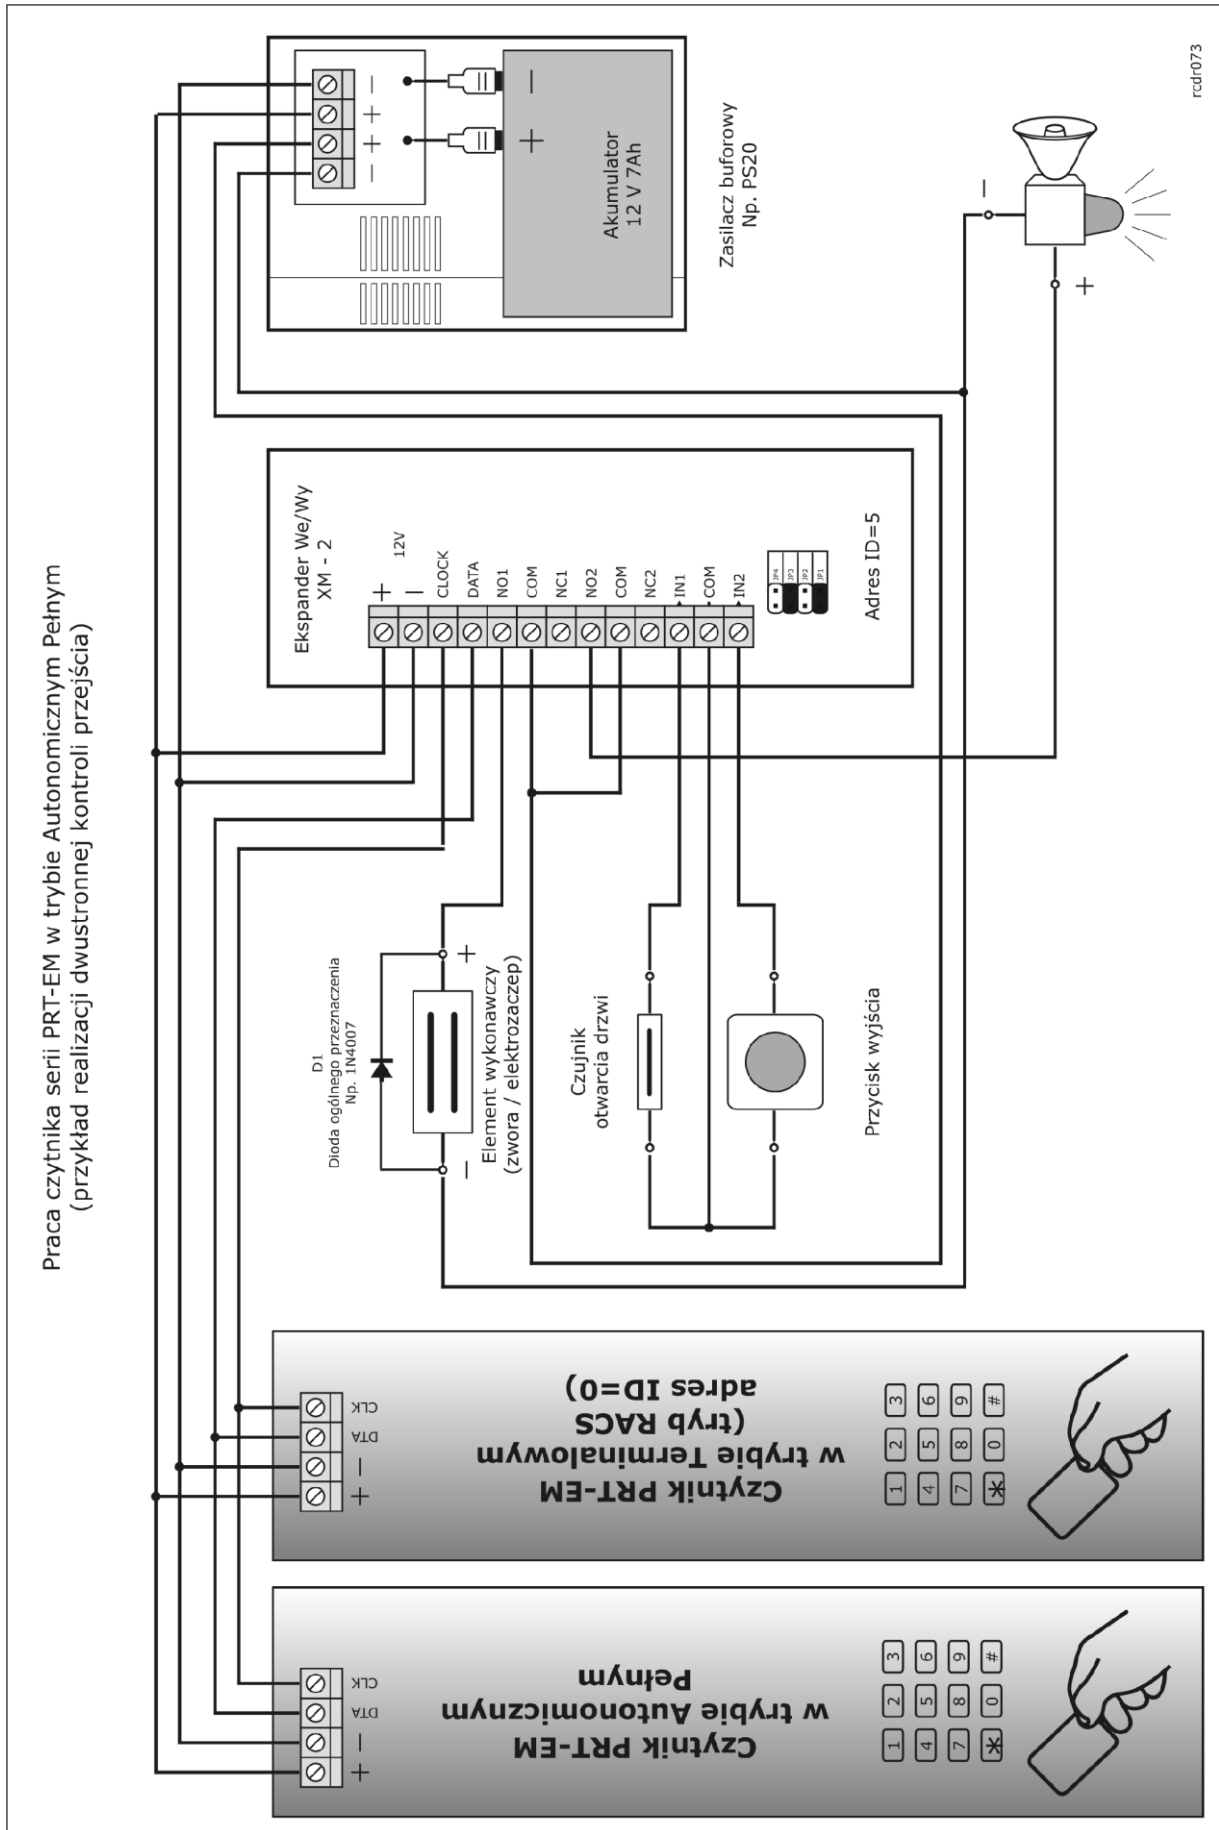 Praca czytnika serii PRT-EM w trybie Autonomicznym Pełnym
(przykład realizacji dwustronnej kontroli przejścia)
Czytnik PRT-EM
w trybie Autonomicznym
Pełnym
+
–
DTA
CLK
1 2 3
4 5 6
7 8 9
* 0 #
Czytnik PRT-EM
w trybie Terminalowym
(tryb RACS
adres ID=0)
+
–
DTA
CLK
1 2 3
4 5 6
7 8 9
* 0 #
D1
Dioda ogólnego przeznaczenia
Np. 1N4007
–
+
Element wykonawczy
(zwora / elektrozaczep)
Czujnik
otwarcia drzwi
Przycisk wyjścia
Ekspander We/Wy
XM - 2
+
12V
–
CLOCK
DATA
NO1
COM
NC1
NO2
COM
NC2
IN1
COM
IN2
JP4
JP3
JP2
JP1
Adres ID=5
–
+
+
–
–
+
Akumulator
12 V 7Ah
Zasilacz buforowy
Np. PS20
–
+
rcdr073